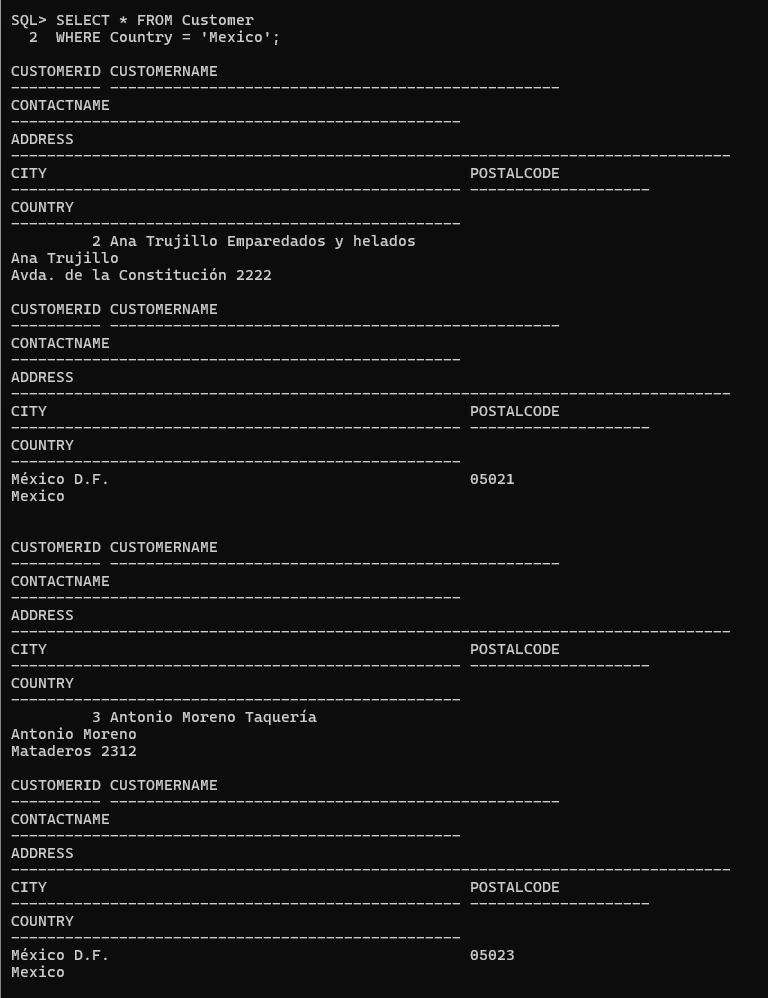 SQL> SELECT * FROM Customer
  2  WHERE Country = 'Mexico';

CUSTOMERID CUSTOMERNAME
---------- --------------------------------------------------
CONTACTNAME
--------------------------------------------------
ADDRESS
--------------------------------------------------------------------------------
CITY                                               POSTALCODE
-------------------------------------------------- --------------------
COUNTRY
--------------------------------------------------
         2 Ana Trujillo Emparedados y helados
Ana Trujillo
Avda. de la Constitución 2222

CUSTOMERID CUSTOMERNAME
---------- --------------------------------------------------
CONTACTNAME
--------------------------------------------------
ADDRESS
--------------------------------------------------------------------------------
CITY                                               POSTALCODE
-------------------------------------------------- --------------------
COUNTRY
--------------------------------------------------
México D.F.                                        05021
Mexico


CUSTOMERID CUSTOMERNAME
---------- --------------------------------------------------
CONTACTNAME
--------------------------------------------------
ADDRESS
--------------------------------------------------------------------------------
CITY                                               POSTALCODE
-------------------------------------------------- --------------------
COUNTRY
--------------------------------------------------
         3 Antonio Moreno Taquería
Antonio Moreno
Mataderos 2312

CUSTOMERID CUSTOMERNAME
---------- --------------------------------------------------
CONTACTNAME
--------------------------------------------------
ADDRESS
--------------------------------------------------------------------------------
CITY                                               POSTALCODE
-------------------------------------------------- --------------------
COUNTRY
--------------------------------------------------
México D.F.                                        05023
Mexico